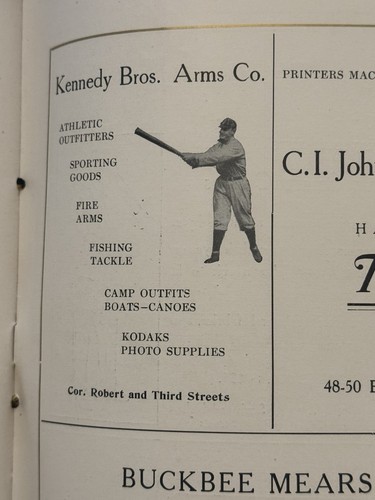 Kennedy Bros. Arms Co.
ATHLETIC
OUTFITTERS
SPORTING
GOODS
FIRE
ARMS
FISHING
TACKLE
CAMP OUTFITS
BOATS-CANOES
KODAKS
PHOTO SUPPLIES
Cor. Robert and Third Streets
PRINTERS MAC
C.I. Joh
HA
48-50 E
BUCKBEE MEARS